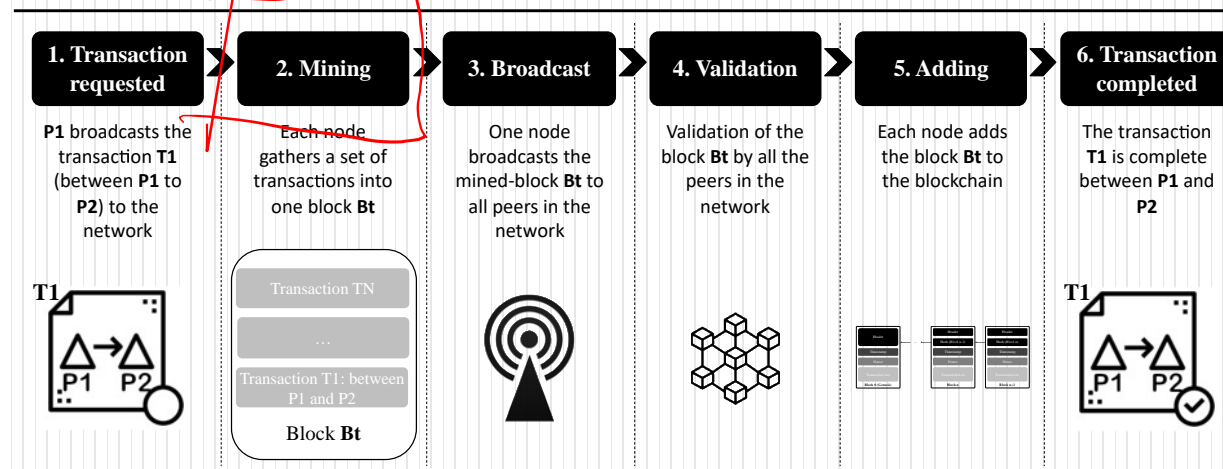 1. Transaction
requested
2. Mining
3. Broadcast
4. Validation
5. Adding
6. Transaction
completed
P1 broadcasts the
transaction T1
(between P1 to
P2) to the
network
Each node
gathers a set of
transactions into
one block Bt
One node
broadcasts the
mined-block Bt to
all peers in the
network
Validation of the
block Bt by all the
peers in the
network
Each node adds
the block Bt to
the blockchain
The transaction
T1 is complete
between P1 and
P2
T1
P1 P2
Transaction TN
…
Transaction T1: between
P1 and P2
Block Bt
Header
Header
Header
T1
P1 P2